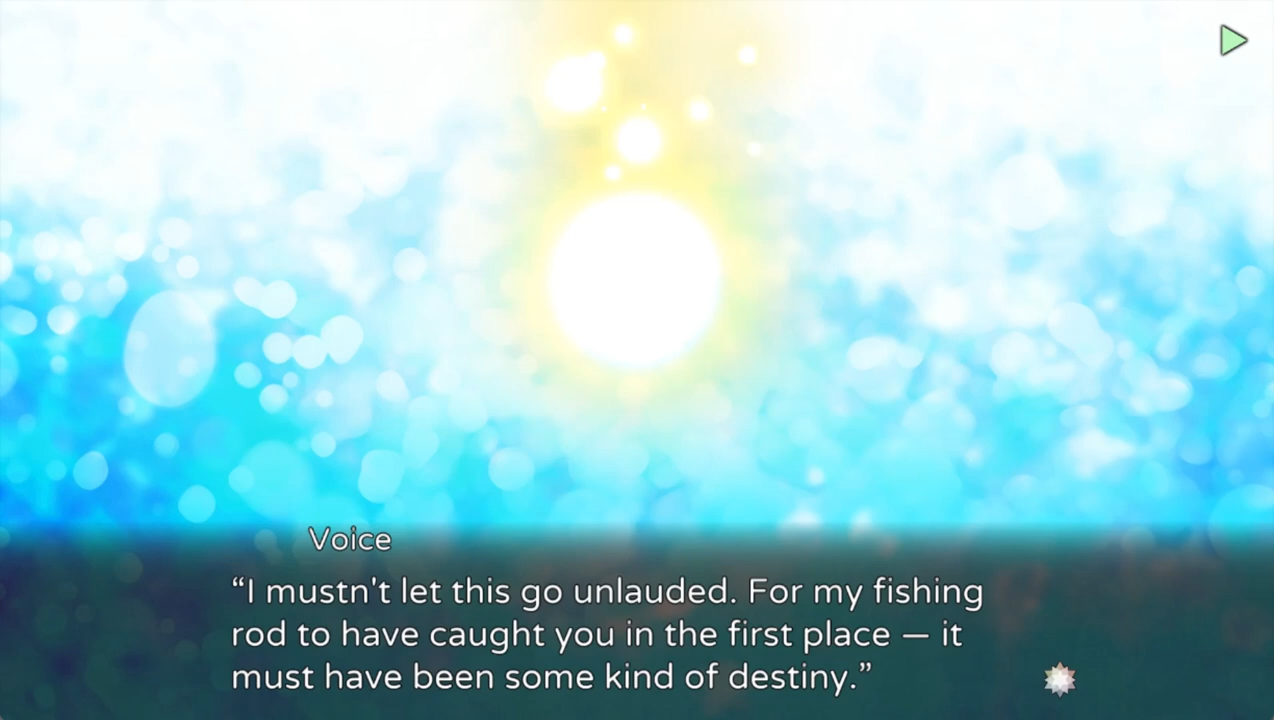 Voice
“I mustn't let this go unlauded. For my fishing
rod to have caught you in the first place — it
must have been some kind of destiny.”